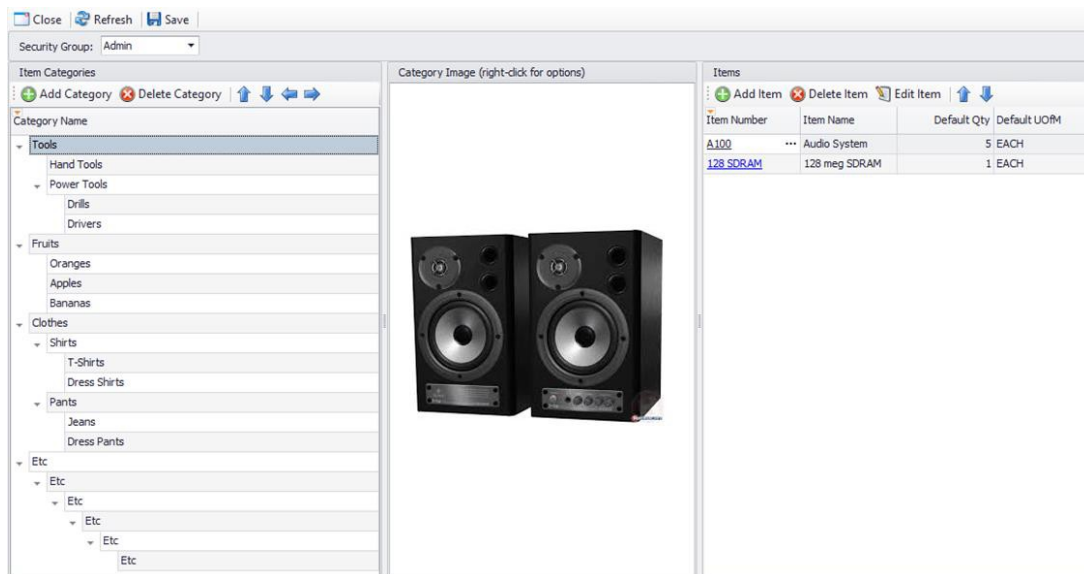 Close Refresh Save
Security Group: Admin
Item Categories
Add Category Delete Category
Category Name
Tools
Hand Tools
Power Tools
Drills
Drivers
Fruits
Oranges
Apples
Bananas
Clothes
Shirts
T-Shirts
Dress Shirts
Pants
Jeans
Dress Pants
Etc
Etc
Etc
Etc
Etc
Etc
Category Image (right-click for options)
Items
Add Item Delete Item Edit Item
Item Number Item Name Default Qty Default UOfM
A100 ... Audio System 5 EACH
128 SDRAM 128 meg SDRAM 1 EACH